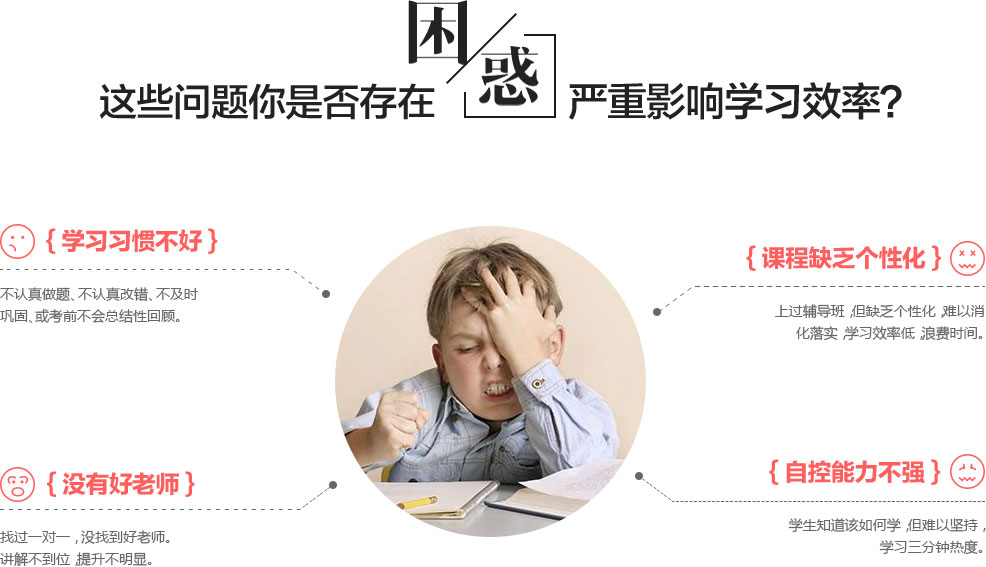 困惑
这些问题你是否存在 严重影响学习效率？
{ 学习习惯不好 }
不认真做题、不认真改错、不及时
巩固、或考前不会总结性回顾。
{ 课程缺乏个性化 }
上过辅导班，但缺乏个性化，难以消
化落实，学习效率低，浪费时间。
{ 没有好老师 }
找过一对一，没找到好老师。
讲解不到位，提升不明显。
{ 自控能力不强 }
学生知道该如何学，但难以坚持，
学习三分钟热度。